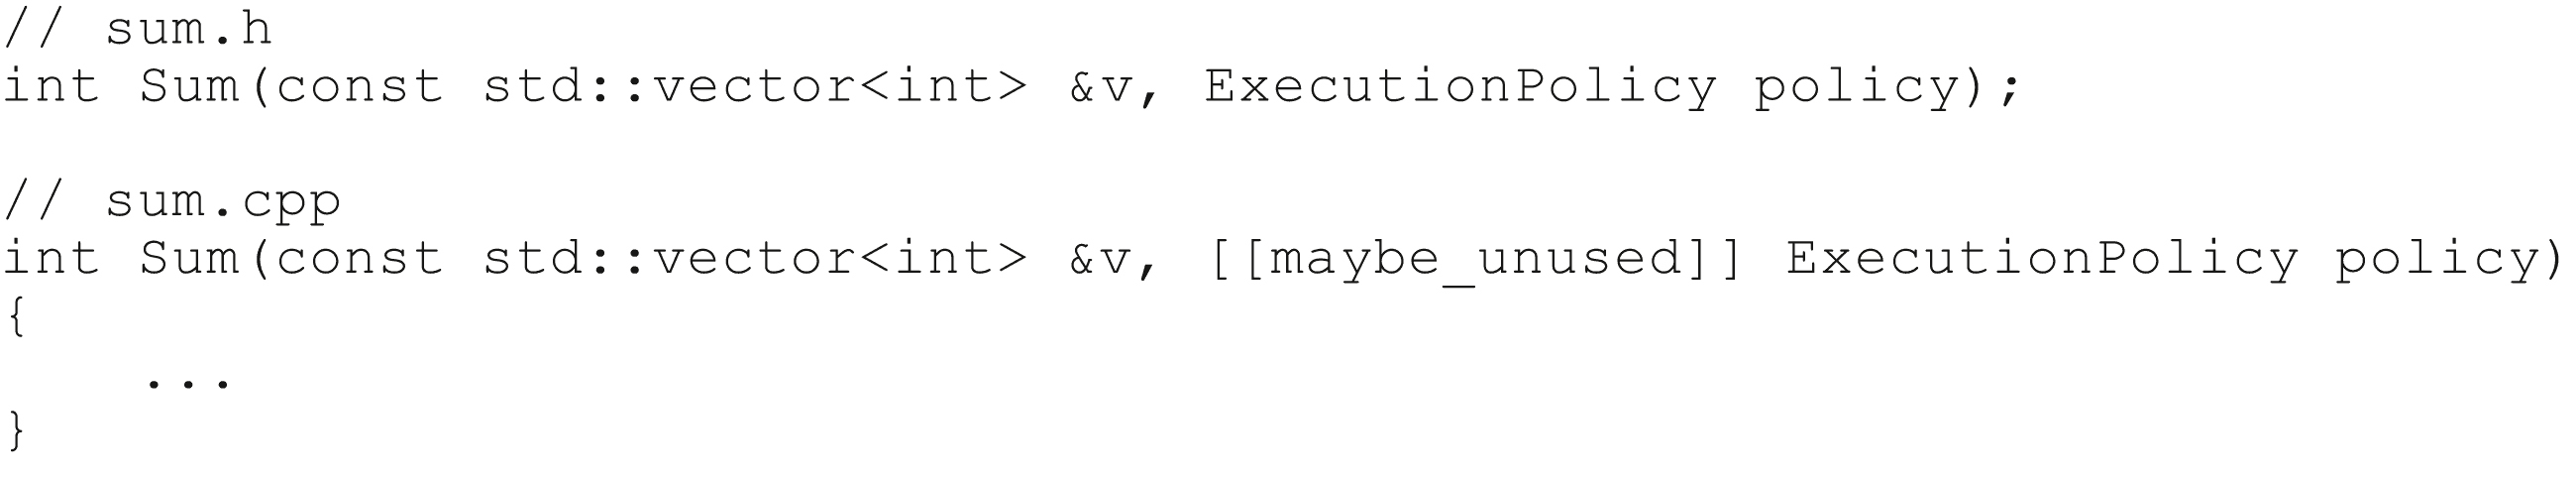 // sum.h
int Sum(const std::vector<int> &v, ExecutionPolicy policy);
// sum.cpp
int Sum(const std::vector<int> &v, [[maybe_unused]] ExecutionPolicy policy)
{
    ...
}